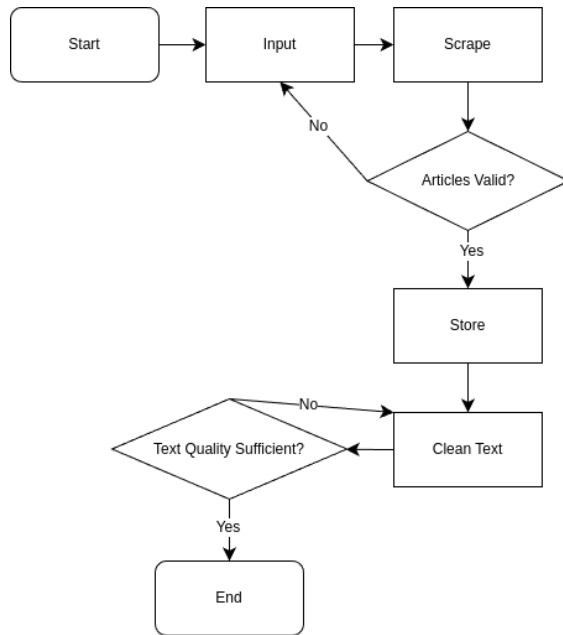 Start
Input
Scrape
No
Articles Valid?
Yes
Store
No
Text Quality Sufficient?
Clean Text
Yes
End